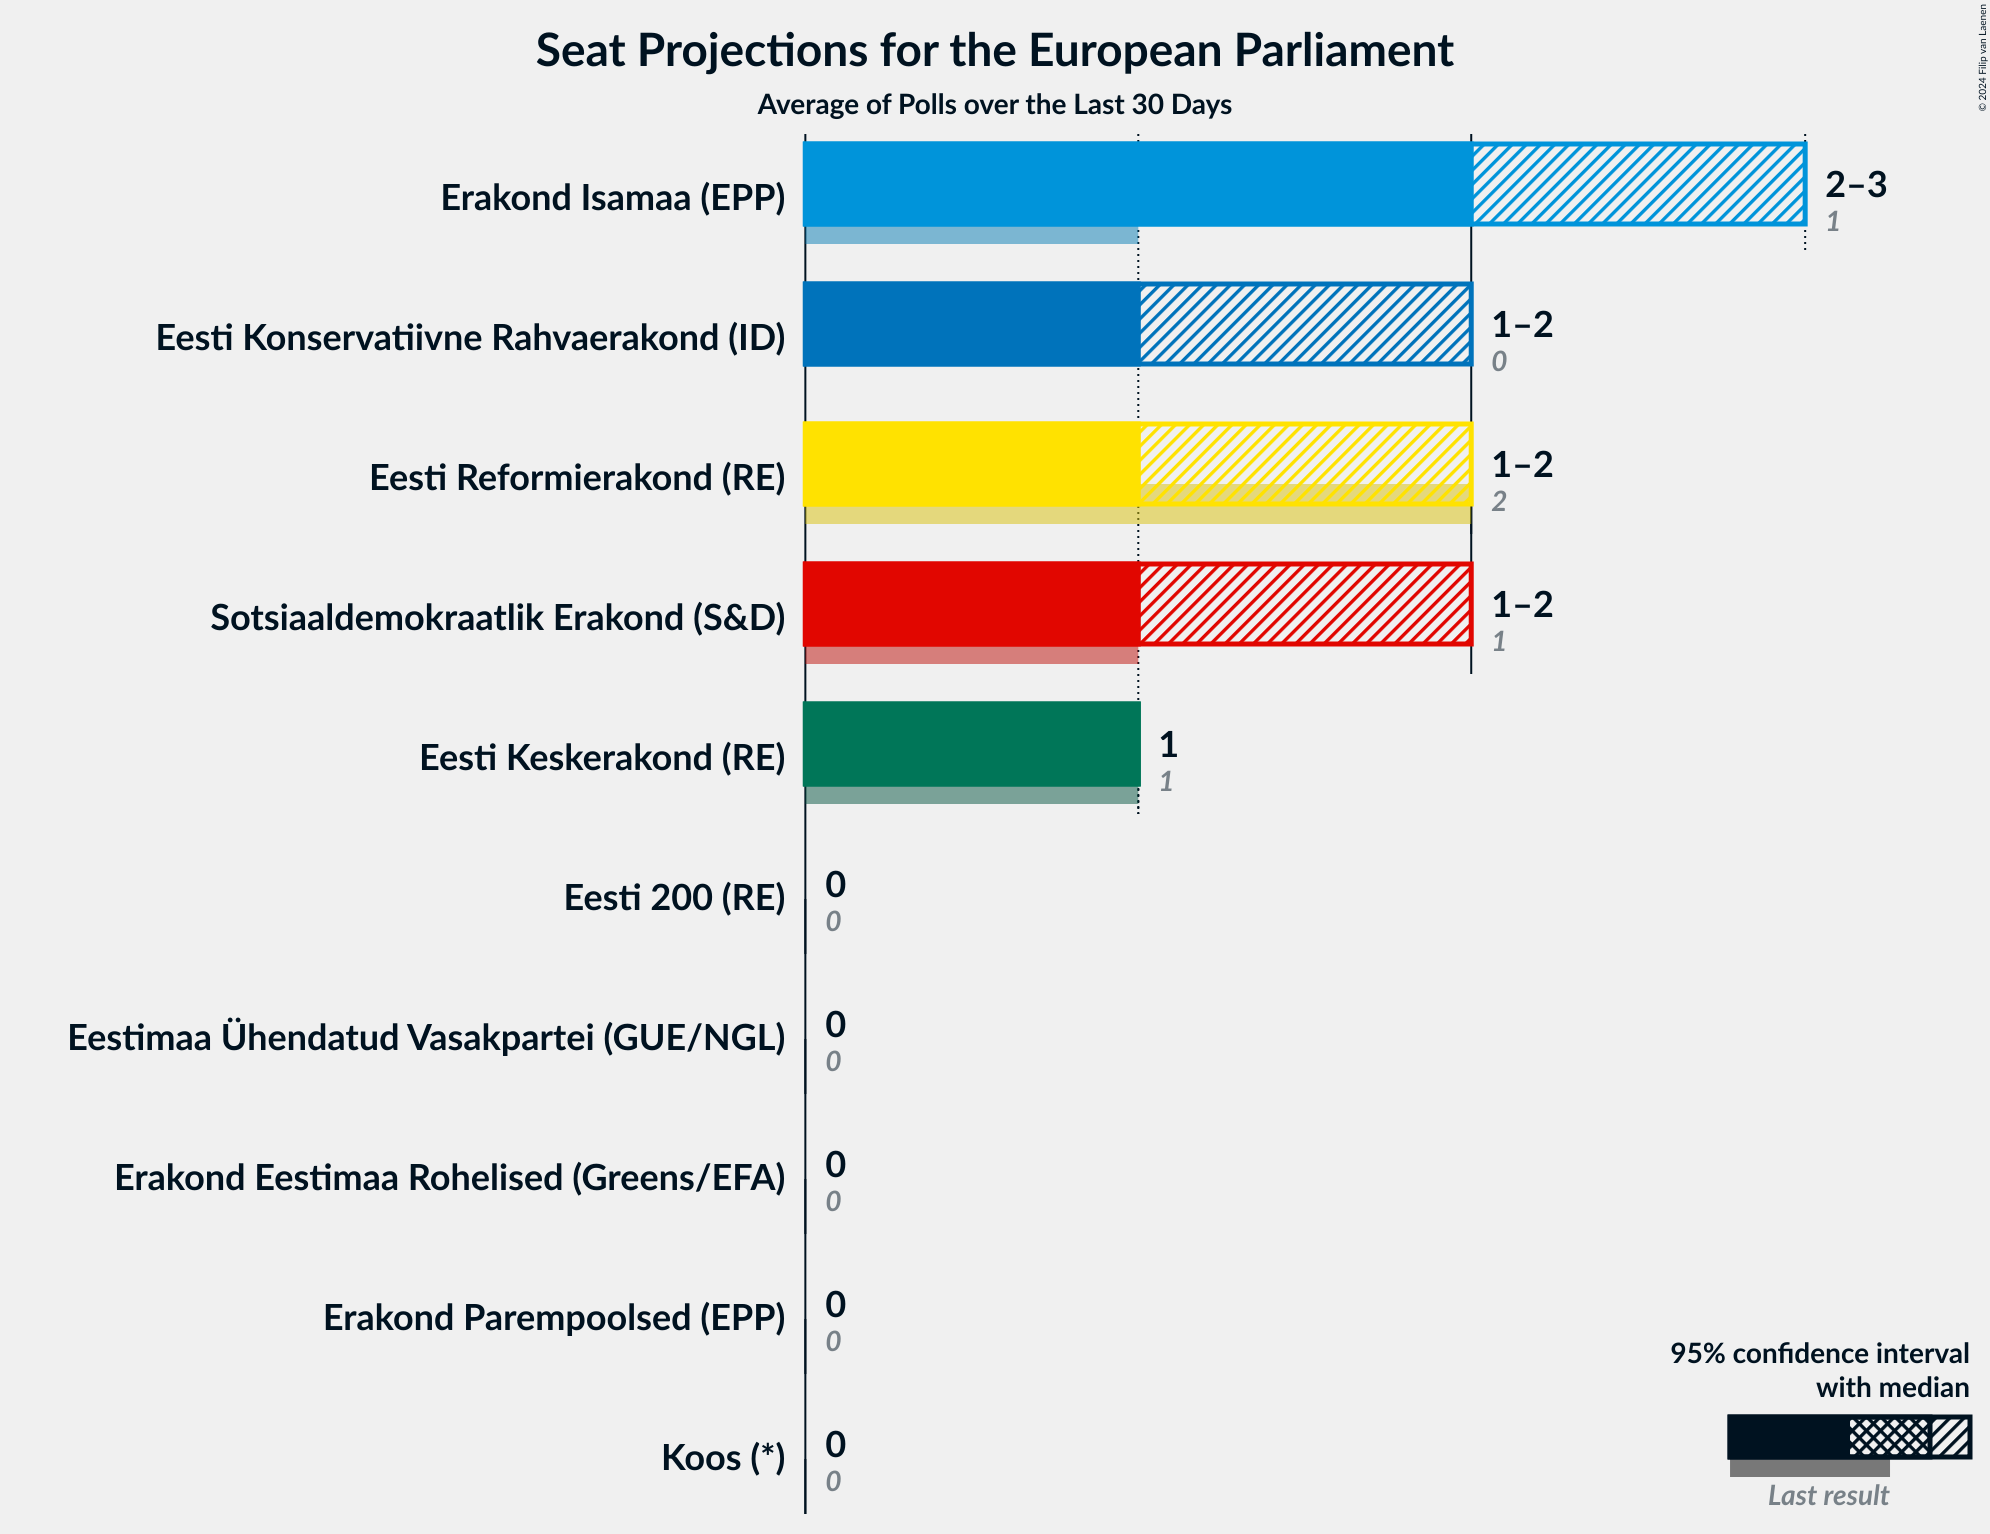 Seat Projections for the European Parliament
Average of Polls over the Last 30 Days
© 2024 Filip van Laenen
Erakond Isamaa (EPP)
2–3
1
Eesti Konservatiivne Rahvaerakond (ID)
1–2
0
Eesti Reformierakond (RE)
1–2
2
Sotsiaaldemokraatlik Erakond (S&D)
1–2
1
Eesti Keskerakond (RE)
1
1
Eesti 200 (RE)
0
0
Eestimaa Ühendatud Vasakpartei (GUE/NGL)
0
0
Erakond Eestimaa Rohelised (Greens/EFA)
0
0
Erakond Parempoolsed (EPP)
0
0
Koos (*)
0
0
95% confidence interval
with median
Last result